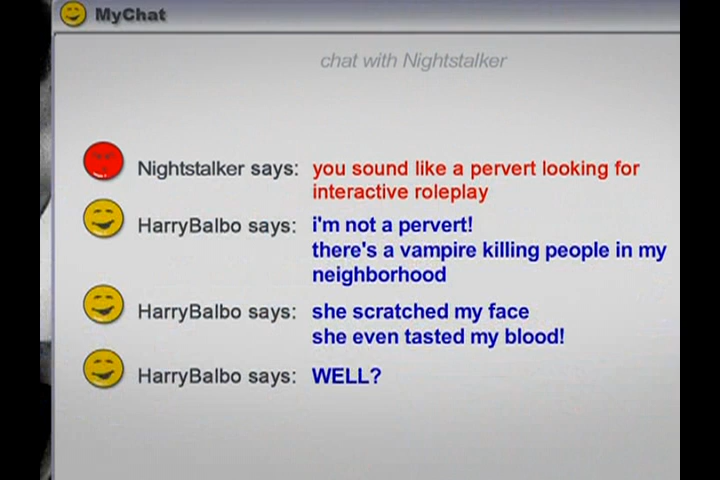 MyChat
chat with Nightstalker
Nightstalker says: you sound like a pervert looking for
interactive roleplay
HarryBalbo says: i'm not a pervert!
there's a vampire killing people in my
neighborhood
HarryBalbo says: she scratched my face
she even tasted my blood!
HarryBalbo says: WELL?